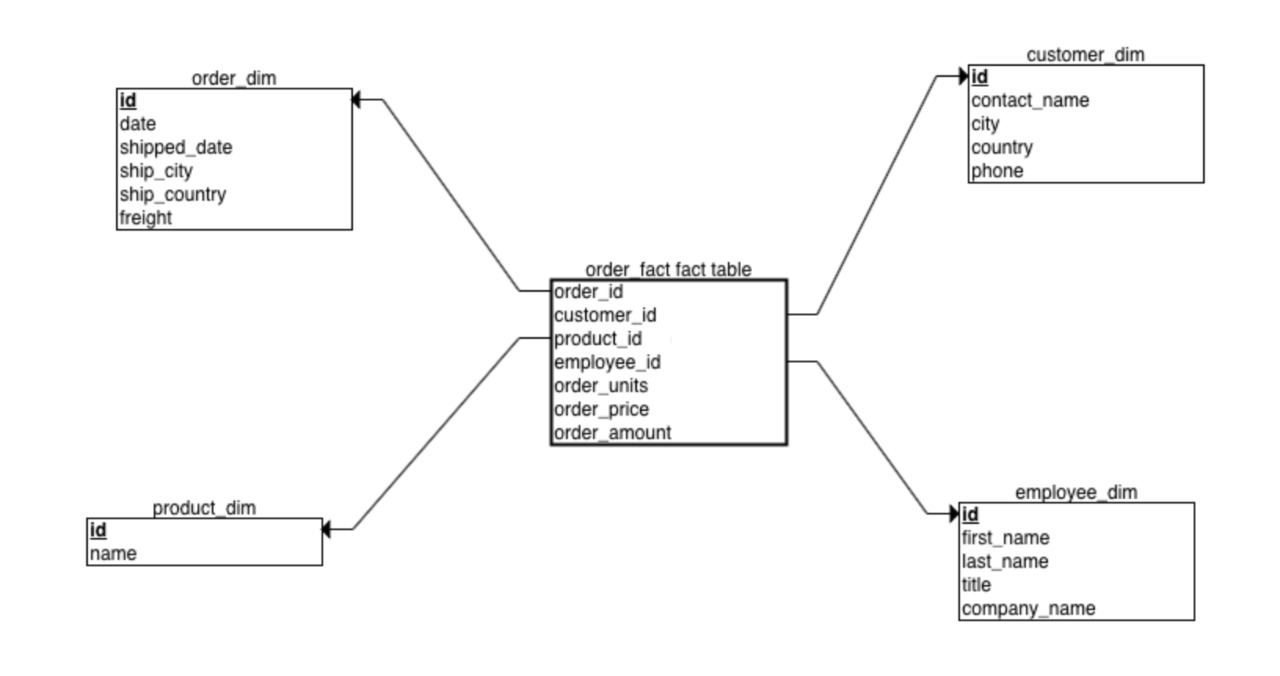 order_dim
id
date
shipped_date
ship_city
ship_country
freight
customer_dim
id
contact_name
city
country
phone
order_fact fact table
order_id
customer_id
product_id
employee_id
order_units
order_price
order_amount
product_dim
id
name
employee_dim
id
first_name
last_name
title
company_name